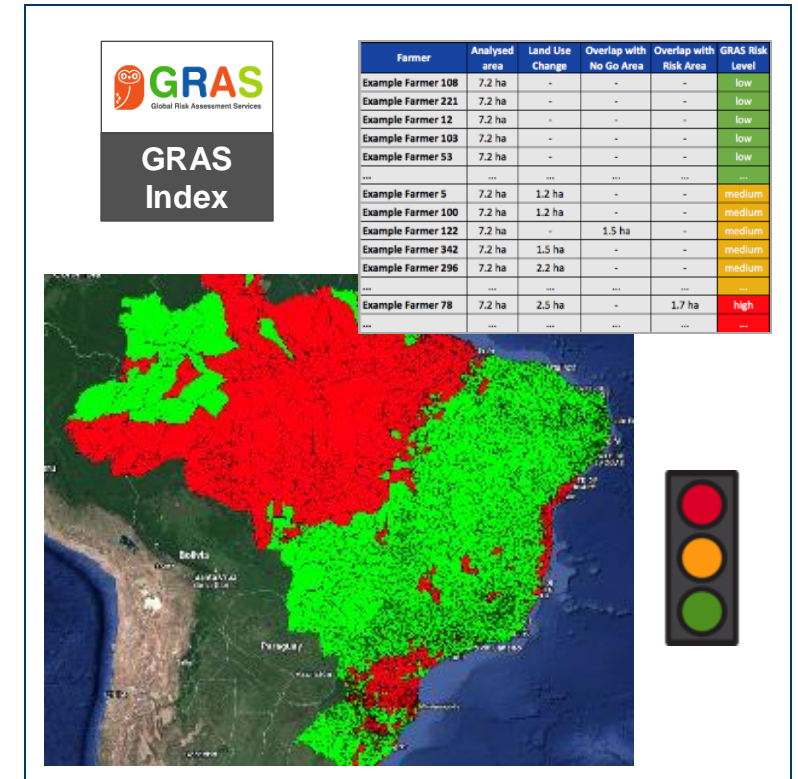 GRAS
Global Risk Assessment Services
GRAS
Index
Farmer Analysed area Land Use Change Overlap with No Go Area Overlap with Risk Area GRAS Risk Level
Example Farmer 108 7.2 ha - - - low
Example Farmer 221 7.2 ha - - - low
Example Farmer 12 7.2 ha - - - low
Example Farmer 103 7.2 ha - - - low
Example Farmer 53 7.2 ha - - - low
... ... ... ... ... ...
Example Farmer 5 7.2 ha 1.2 ha - - medium
Example Farmer 100 7.2 ha 1.2 ha - - medium
Example Farmer 122 7.2 ha - 1.5 ha - medium
Example Farmer 342 7.2 ha 1.5 ha - - medium
Example Farmer 296 7.2 ha 2.2 ha - - medium
... ... ... ... ... ...
Example Farmer 78 7.2 ha 2.5 ha - 1.7 ha high
... ... ... ... ... ...
Bolivia
Paraguay